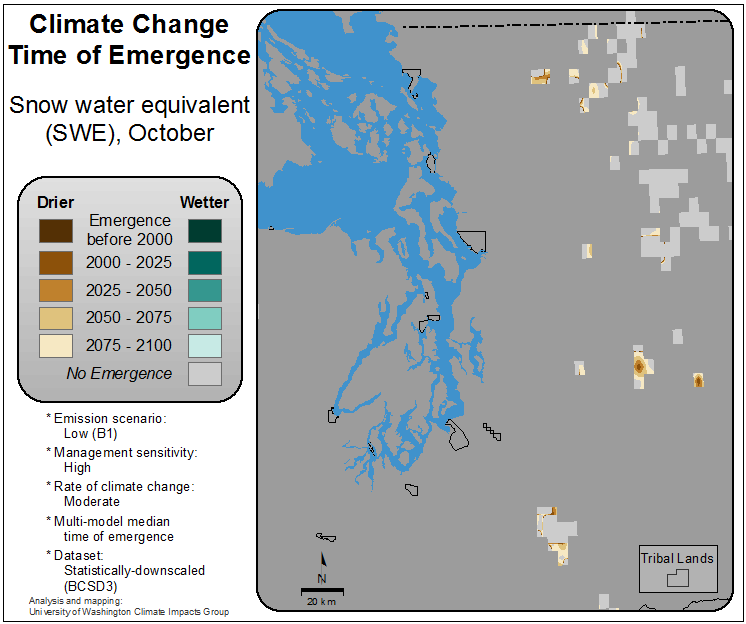 Climate Change
Time of Emergence
Snow water equivalent
(SWE), October
Drier
Wetter
Emergence
before 2000
2000 - 2025
2025 - 2050
2050 - 2075
2075 - 2100
No Emergence
* Emission scenario:
Low (B1)
* Management sensitivity:
High
* Rate of climate change:
Moderate
* Multi-model median
time of emergence
* Dataset:
Statistically-downscaled
(BCSD3)
Analysis and mapping:
University of Washington Climate Impacts Group
N
20 km
Tribal Lands